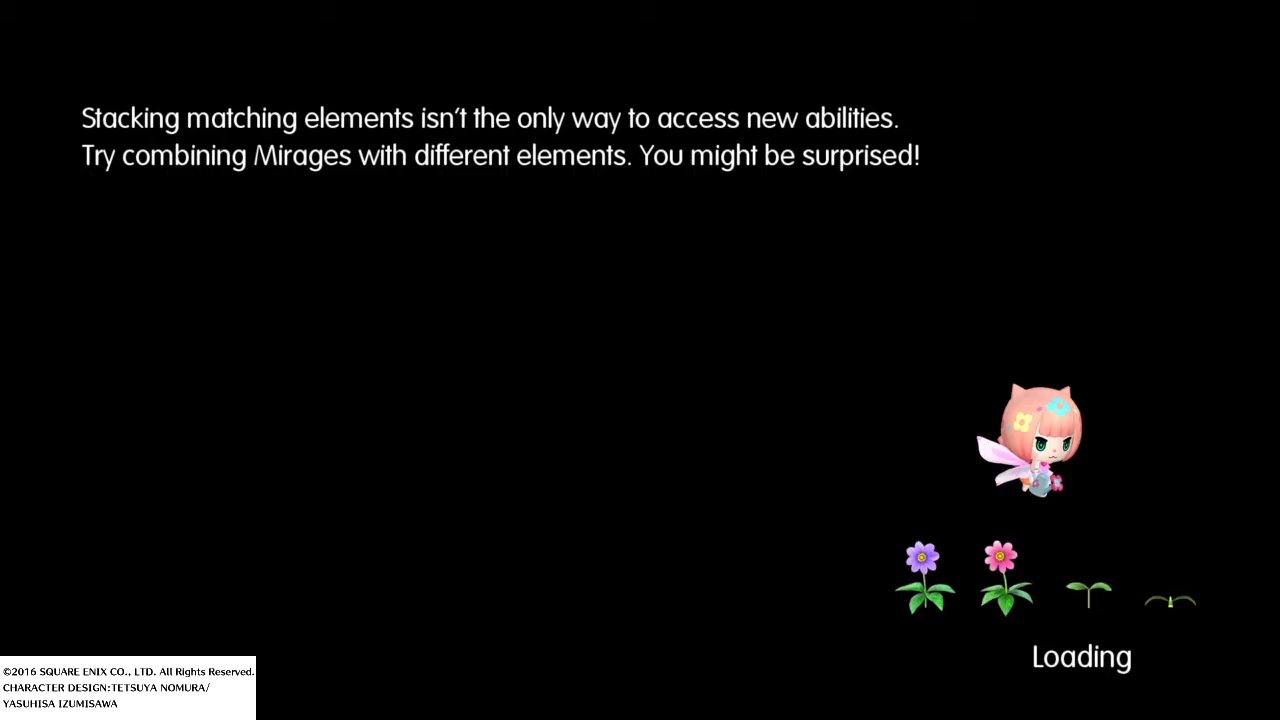 Stacking matching elements isn't the only way to access new abilities.
Try combining Mirages with different elements. You might be surprised!
Loading
©2016 SQUARE ENIX CO., LTD. All Rights Reserved.
CHARACTER DESIGN:TETSUYA NOMURA/
YASUHISA IZUMISAWA